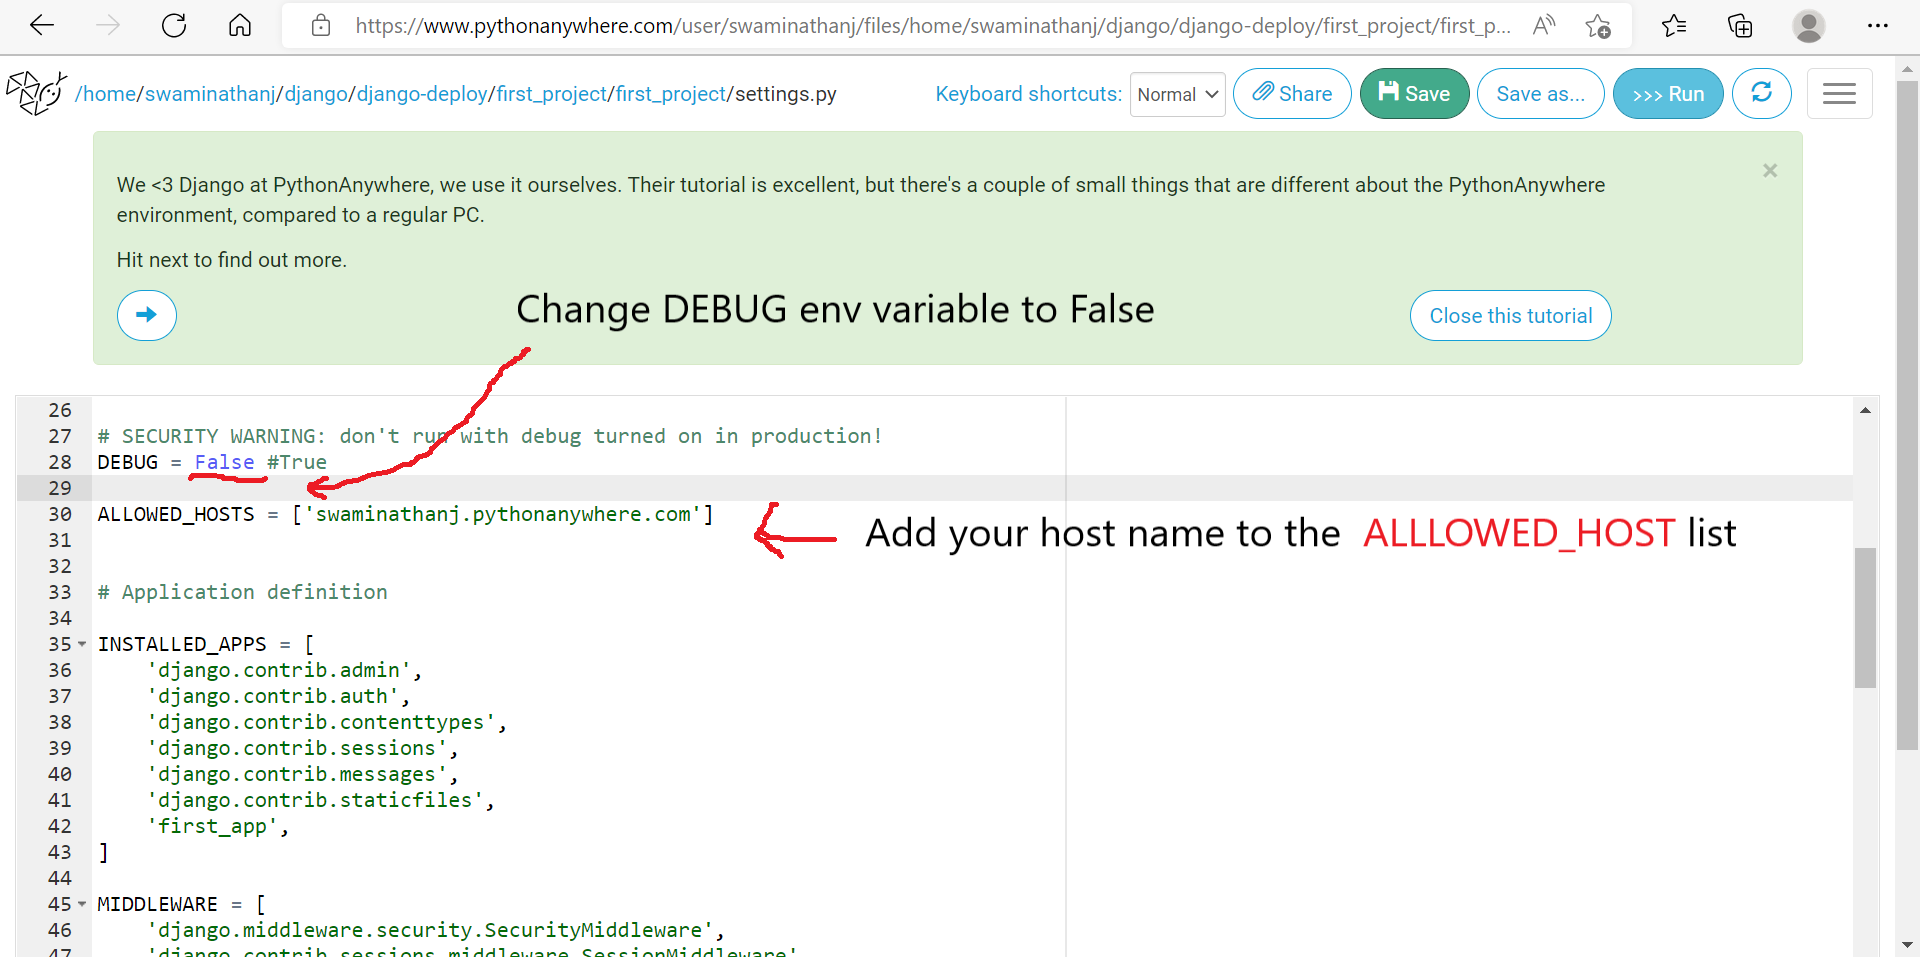 https://www.pythonanywhere.com/user/swaminathanj/files/home/swaminathanj/django/django-deploy/first_project/first_p...
/home/swaminathanj/django/django-deploy/first_project/first_project/settings.py
Keyboard shortcuts: Normal Share Save Save as... >>> Run
We <3 Django at PythonAnywhere, we use it ourselves. Their tutorial is excellent, but there's a couple of small things that are different about the PythonAnywhere
environment, compared to a regular PC.
×
Hit next to find out more.
Change DEBUG env variable to False
Close this tutorial
26
27 # SECURITY WARNING: don't run with debug turned on in production!
28 DEBUG = False #True
29
30 ALLOWED_HOSTS = ['swaminathanj.pythonanywhere.com']
Add your host name to the ALLLOWED_HOST list
31
32
33 # Application definition
34
35 INSTALLED_APPS = [
36 'django.contrib.admin',
37 'django.contrib.auth',
38 'django.contrib.contenttypes',
39 'django.contrib.sessions',
40 'django.contrib.messages',
41 'django.contrib.staticfiles',
42 'first_app',
43 ]
44
45 MIDDLEWARE = [
46 'django.middleware.security.SecurityMiddleware',
47 'django.contrib.sessions.middleware.SessionMiddleware'